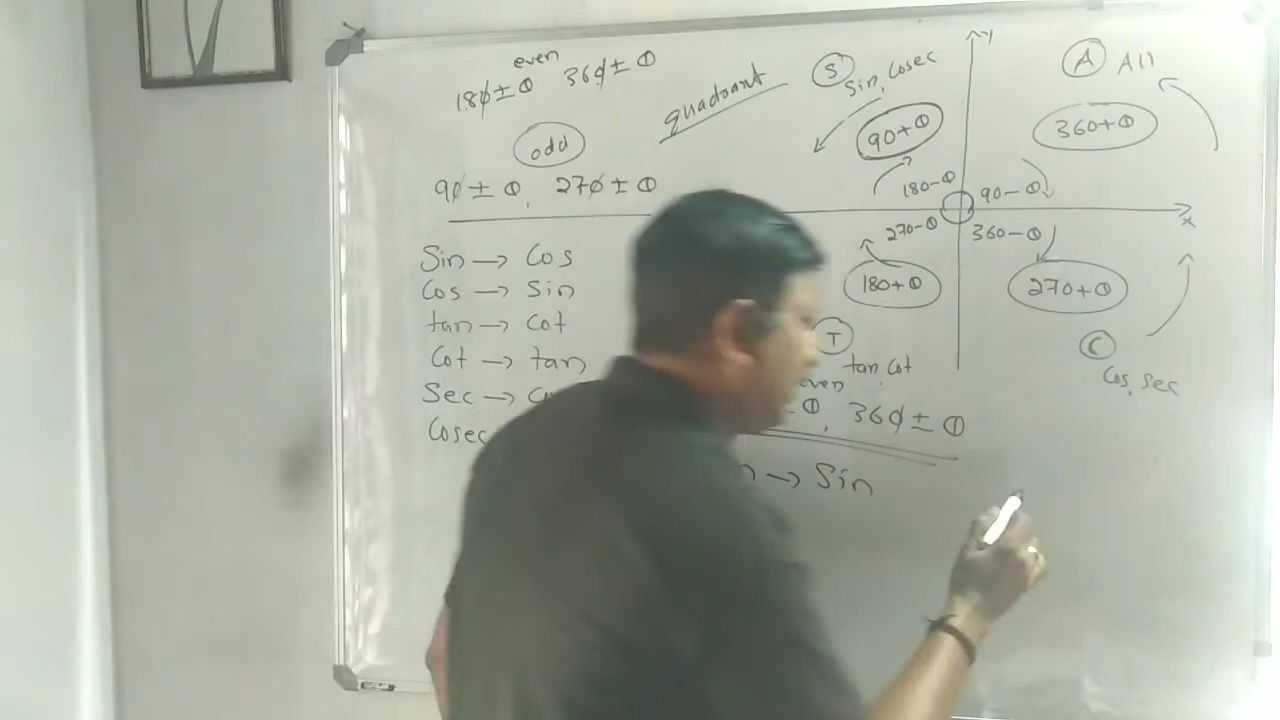 even
180±θ 360±θ
odd
90±θ, 270±θ
quadrant
Sin → Cos
Cos → Sin
tan → Cot
Cot → tan
Sec →
Cosec
y
S
Sin, Cosec
90+θ
180-θ
A All
360+θ
90-θ
x
270-θ
180+θ
T
tan, Cot
360-θ
270+θ
C
Cos, Sec
even
θ, 360±θ
→ Sin